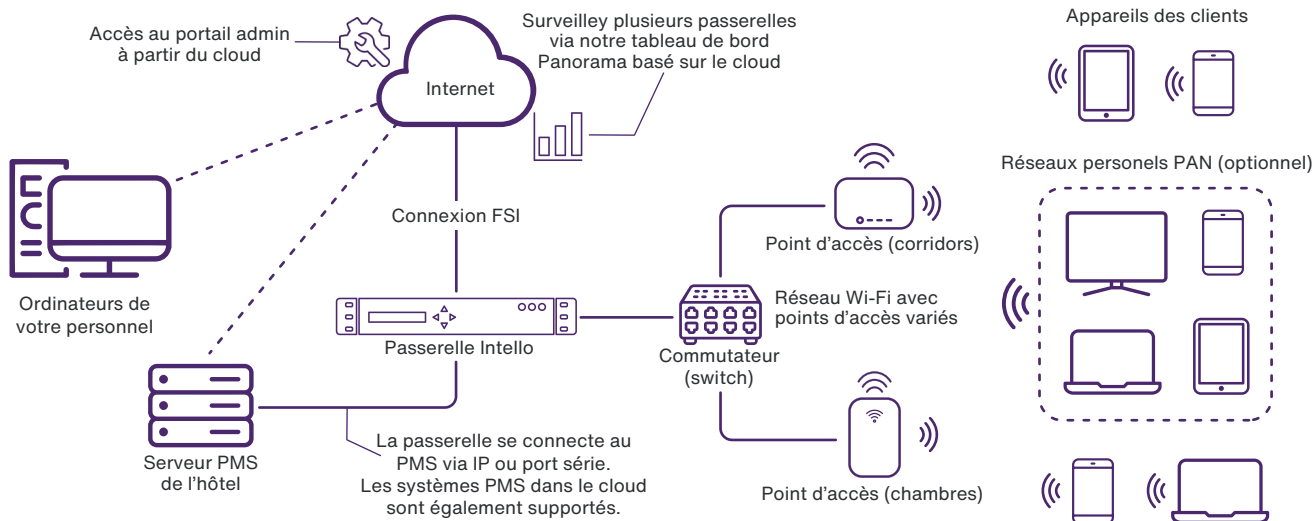 Accès au portail admin
à partir du cloud
Surveilley plusieurs passerelles
via notre tableau de bord
Panorama basé sur le cloud
Internet
Appareils des clients
Réseaux personels PAN (optionnel)
Connexion FSI
Point d'accès (corridors)
Ordinateurs de
votre personnel
Réseau Wi-Fi avec
points d'accès variés
Passerelle Intello
Commutateur
(switch)
La passerelle se connecte au
PMS via IP ou port série.
Les systèmes PMS dans le cloud
sont également supportés.
Serveur PMS
de l'hôtel
Point d'accès (chambres)